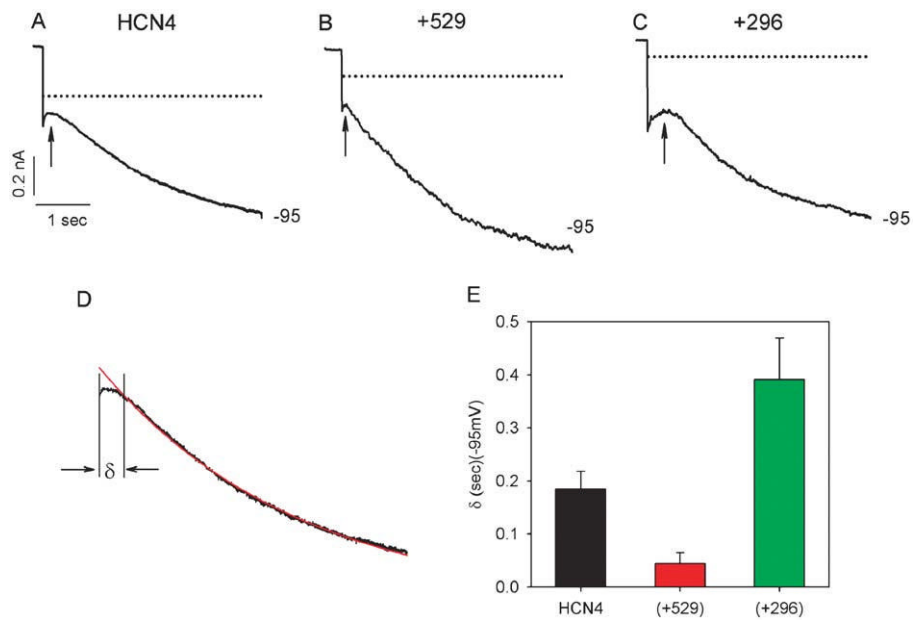 A HCN4
B +529
C +296
0.2 nA
1 sec
-95
-95
-95
D
δ
E
δ (sec)(-95mV)
0.5
0.4
0.3
0.2
0.1
0.0
HCN4 (+529) (+296)